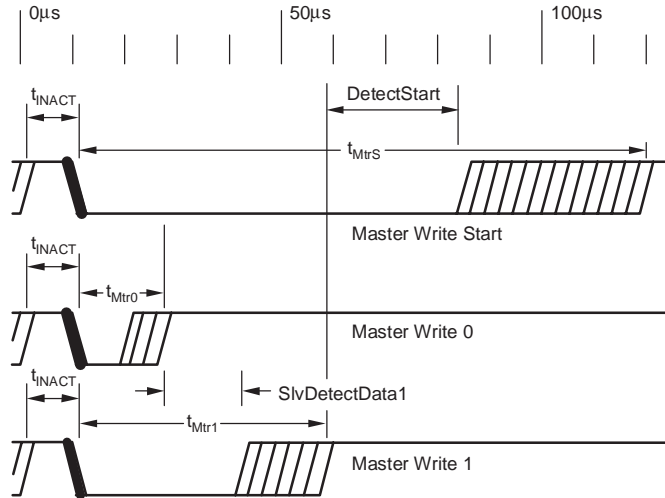 0μs 50μs 100μs
DetectStart
tINACT
tMtrS
Master Write Start
tINACT
tMtr0
Master Write 0
tINACT
SlvDetectData1
tMtr1
Master Write 1